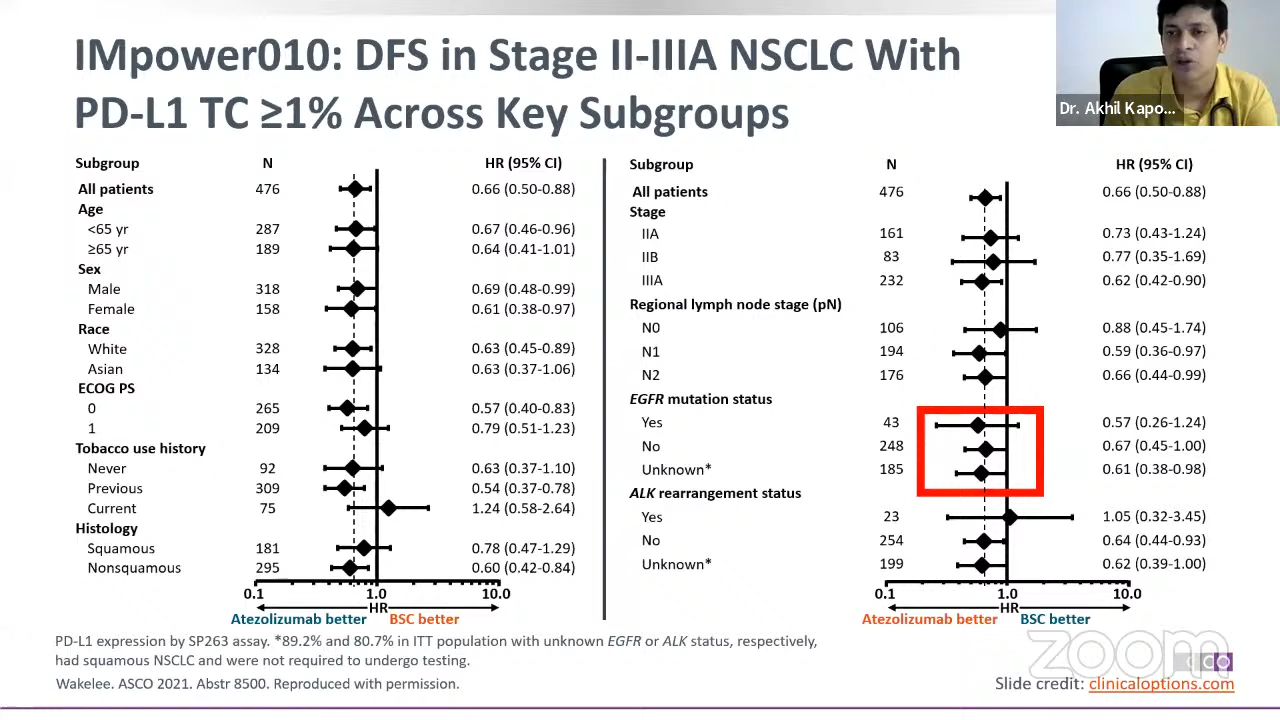 IMpower010: DFS in Stage II-IIIA NSCLC With
PD-L1 TC ≥1% Across Key Subgroups
Dr. Akhil Kapo...
Subgroup N HR (95% CI)
All patients 476 0.66 (0.50-0.88)
Age
<65 yr 287 0.67 (0.46-0.96)
≥65 yr 189 0.64 (0.41-1.01)
Sex
Male 318 0.69 (0.48-0.99)
Female 158 0.61 (0.38-0.97)
Race
White 328 0.63 (0.45-0.89)
Asian 134 0.63 (0.37-1.06)
ECOG PS
0 265 0.57 (0.40-0.83)
1 209 0.79 (0.51-1.23)
Tobacco use history
Never 92 0.63 (0.37-1.10)
Previous 309 0.54 (0.37-0.78)
Current 75 1.24 (0.58-2.64)
Histology
Squamous 181 0.78 (0.47-1.29)
Nonsquamous 295 0.60 (0.42-0.84)
0.1 1.0 10.0
HR
Atezolizumab better BSC better
Subgroup N HR (95% CI)
All patients 476 0.66 (0.50-0.88)
Stage
IIA 161 0.73 (0.43-1.24)
IIB 83 0.77 (0.35-1.69)
IIIA 232 0.62 (0.42-0.90)
Regional lymph node stage (pN)
N0 106 0.88 (0.45-1.74)
N1 194 0.59 (0.36-0.97)
N2 176 0.66 (0.44-0.99)
EGFR mutation status
Yes 43 0.57 (0.26-1.24)
No 248 0.67 (0.45-1.00)
Unknown* 185 0.61 (0.38-0.98)
ALK rearrangement status
Yes 23 1.05 (0.32-3.45)
No 254 0.64 (0.44-0.93)
Unknown* 199 0.62 (0.39-1.00)
0.1 1.0 10.0
HR
Atezolizumab better BSC better
PD-L1 expression by SP263 assay. *89.2% and 80.7% in ITT population with unknown EGFR or ALK status, respectively,
had squamous NSCLC and were not required to undergo testing.
Wakelee. ASCO 2021. Abstr 8500. Reproduced with permission.
zoom
Slide credit: clinicaloptions.com